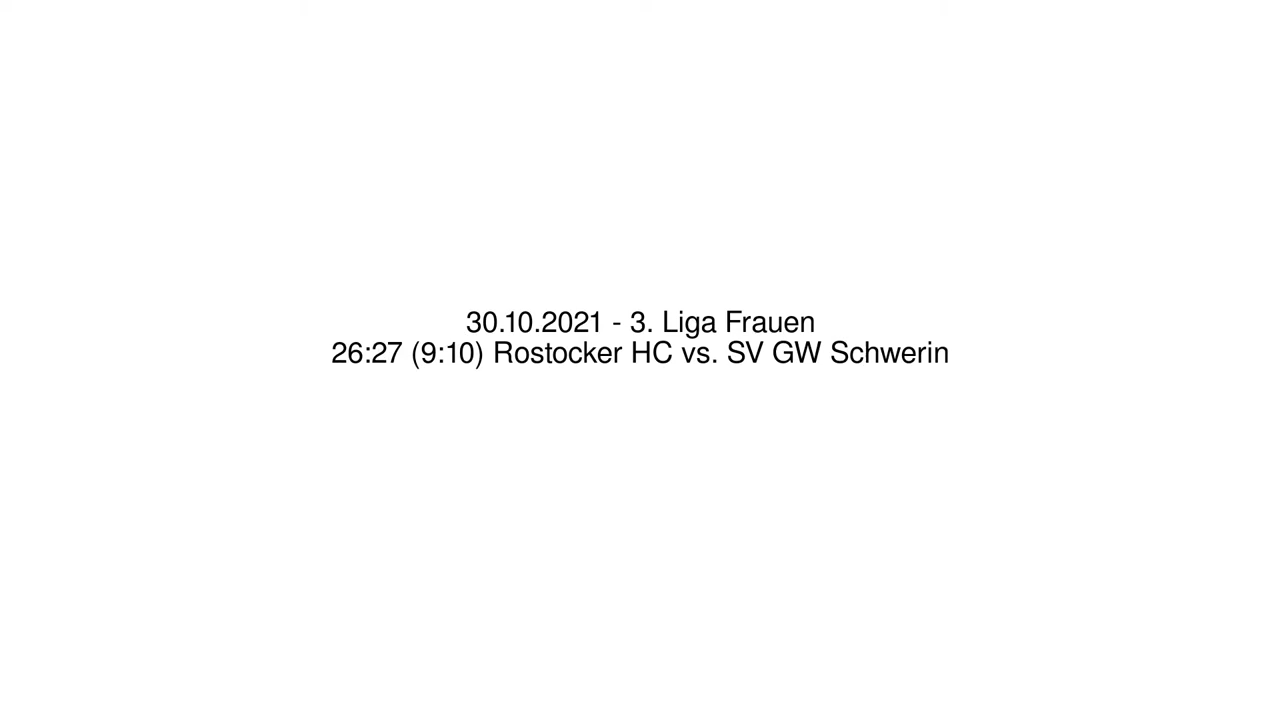 30.10.2021 - 3. Liga Frauen
26:27 (9:10) Rostocker HC vs. SV GW Schwerin